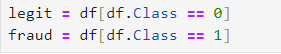 legit = df[df.Class == 0]
fraud = df[df.Class == 1]